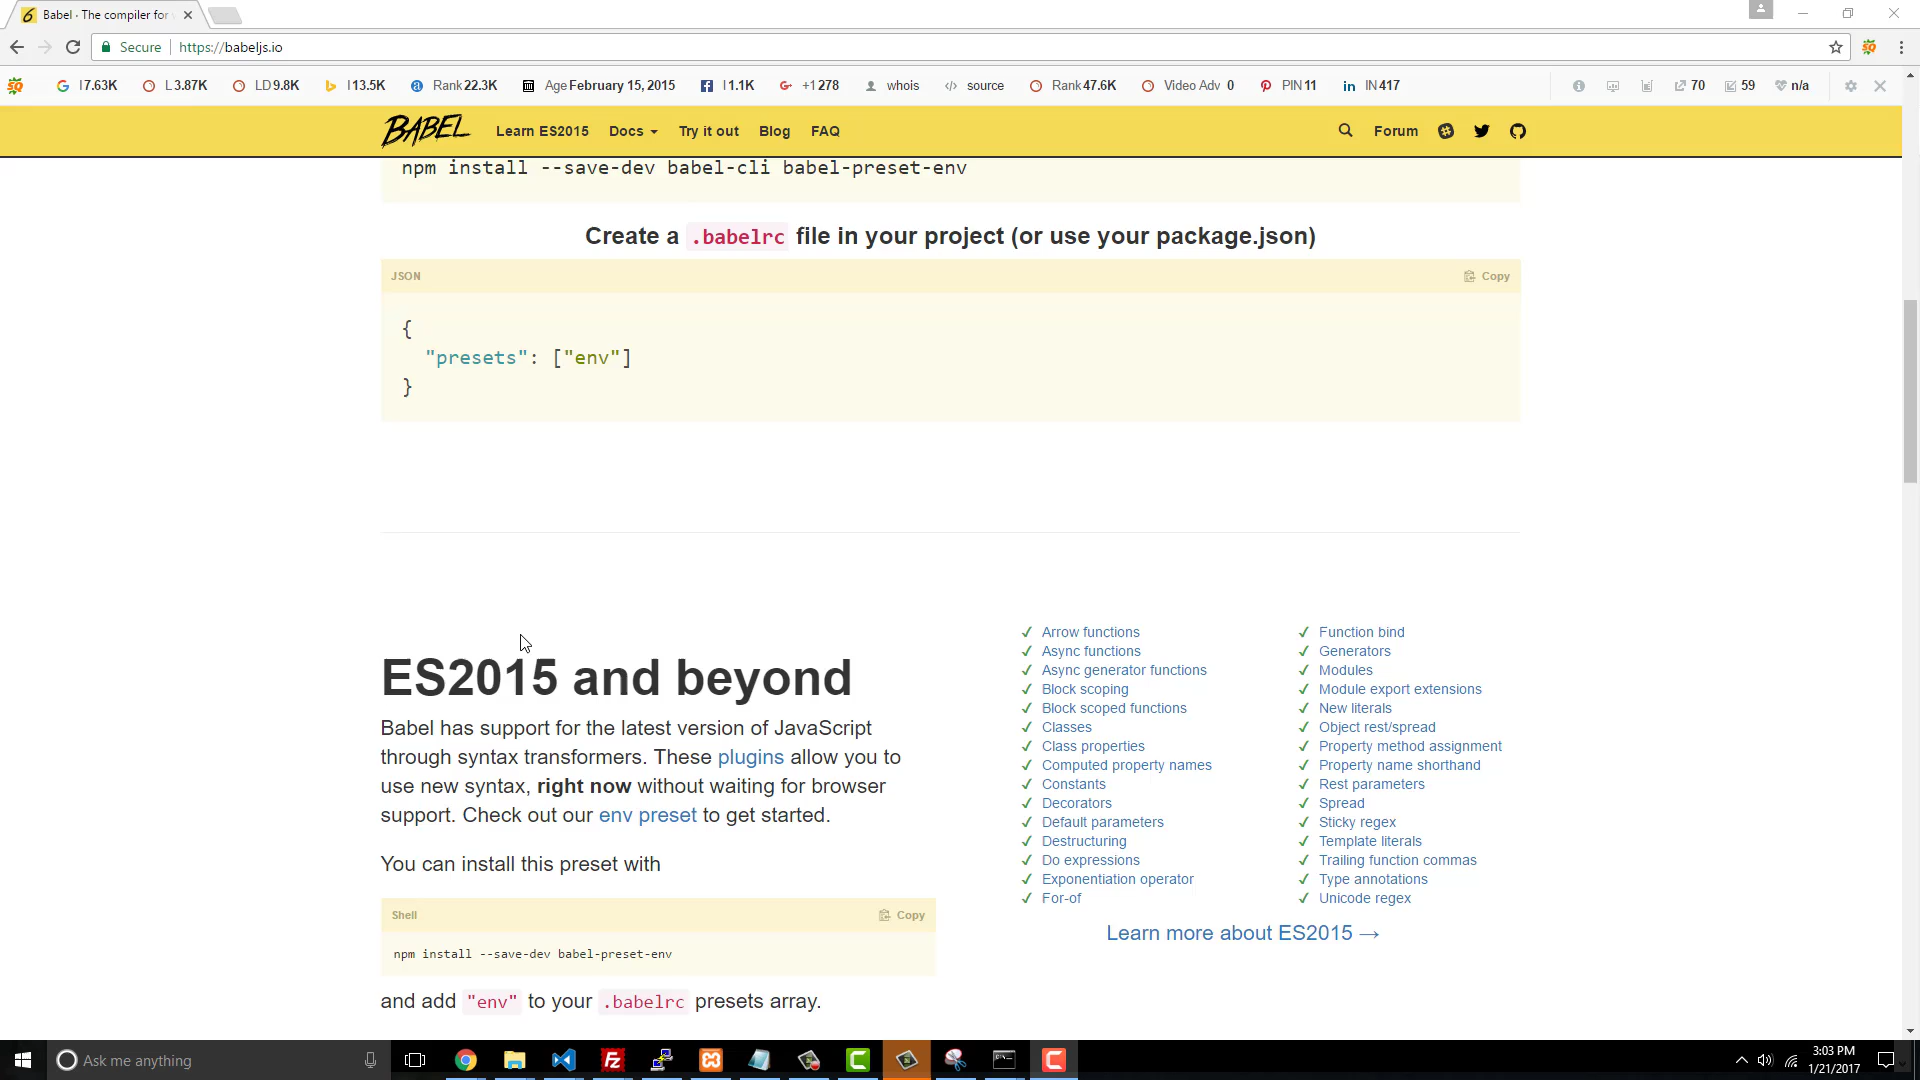 Babel · The compiler for
Secure
https://babeljs.io
I 7.63K
L 3.87K
LD 9.8K
I 13.5K
Rank 22.3K
Age February 15, 2015
I 1.1K
+1 278
whois
source
Rank 47.6K
Video Adv 0
PIN 11
IN 417
70
59
n/a
BABEL
Learn ES2015
Docs
Try it out
Blog
FAQ
Forum
npm install --save-dev babel-cli babel-preset-env
Create a .babelrc file in your project (or use your package.json)
JSON
Copy
{
"presets": ["env"]
}
ES2015 and beyond
Babel has support for the latest version of JavaScript
through syntax transformers. These plugins allow you to
use new syntax, right now without waiting for browser
support. Check out our env preset to get started.
You can install this preset with
Shell
Copy
npm install --save-dev babel-preset-env
and add "env" to your .babelrc presets array.
✓ Arrow functions
✓ Async functions
✓ Async generator functions
✓ Block scoping
✓ Block scoped functions
✓ Classes
✓ Class properties
✓ Computed property names
✓ Constants
✓ Decorators
✓ Default parameters
✓ Destructuring
✓ Do expressions
✓ Exponentiation operator
✓ For-of
✓ Function bind
✓ Generators
✓ Modules
✓ Module export extensions
✓ New literals
✓ Object rest/spread
✓ Property method assignment
✓ Property name shorthand
✓ Rest parameters
✓ Spread
✓ Sticky regex
✓ Template literals
✓ Trailing function commas
✓ Type annotations
✓ Unicode regex
Learn more about ES2015 →
Ask me anything
3:03 PM
1/21/2017